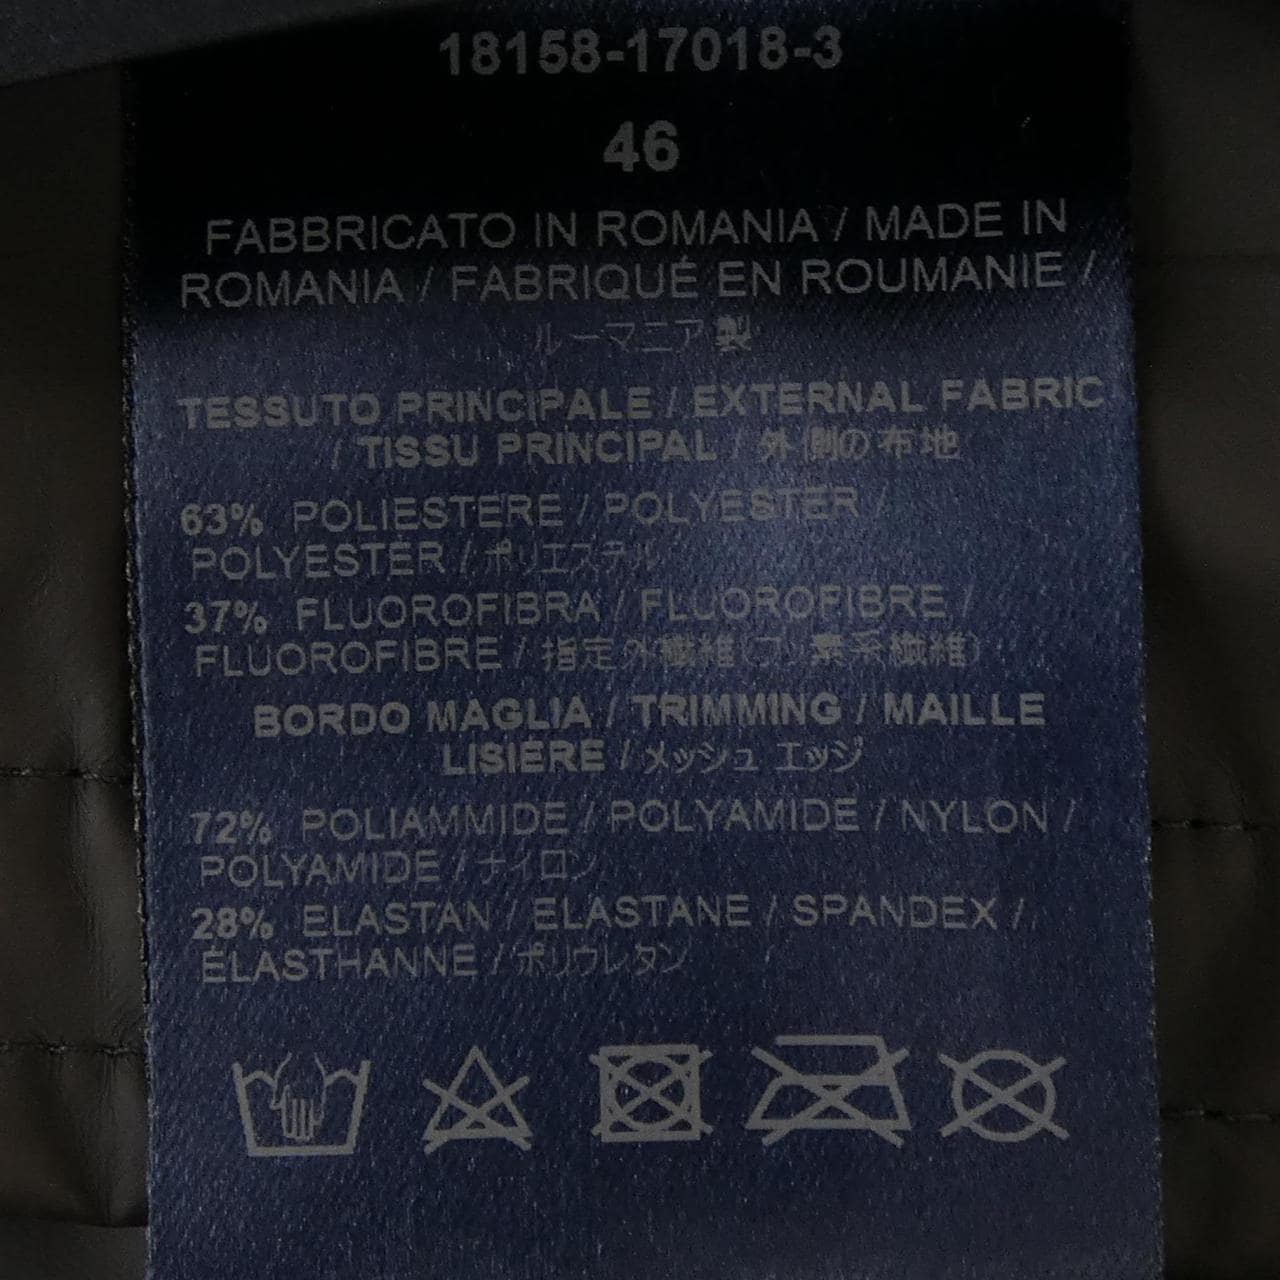 18158-17018-3
46
FABBRICATO IN ROMANIA / MADE IN
ROMANIA / FABRIQUÉ EN ROUMANIE /
ルーマニア製
TESSUTO PRINCIPALE / EXTERNAL FABRIC
/ TISSU PRINCIPAL / 外側の布地
63% POLIESTERE / POLYESTER /
POLYESTER / ポリエステル
37% FLUOROFIBRA / FLUOROFIBRE /
FLUOROFIBRE / 指定外繊維(フッ素系繊維)
BORDO MAGLIA / TRIMMING / MAILLE
LISIÈRE / メッシュ エッジ
72% POLIAMMIDE / POLYAMIDE / NYLON /
POLYAMIDE / ナイロン
28% ELASTAN / ELASTANE / SPANDEX /
ÉLASTHANNE / ポリウレタン